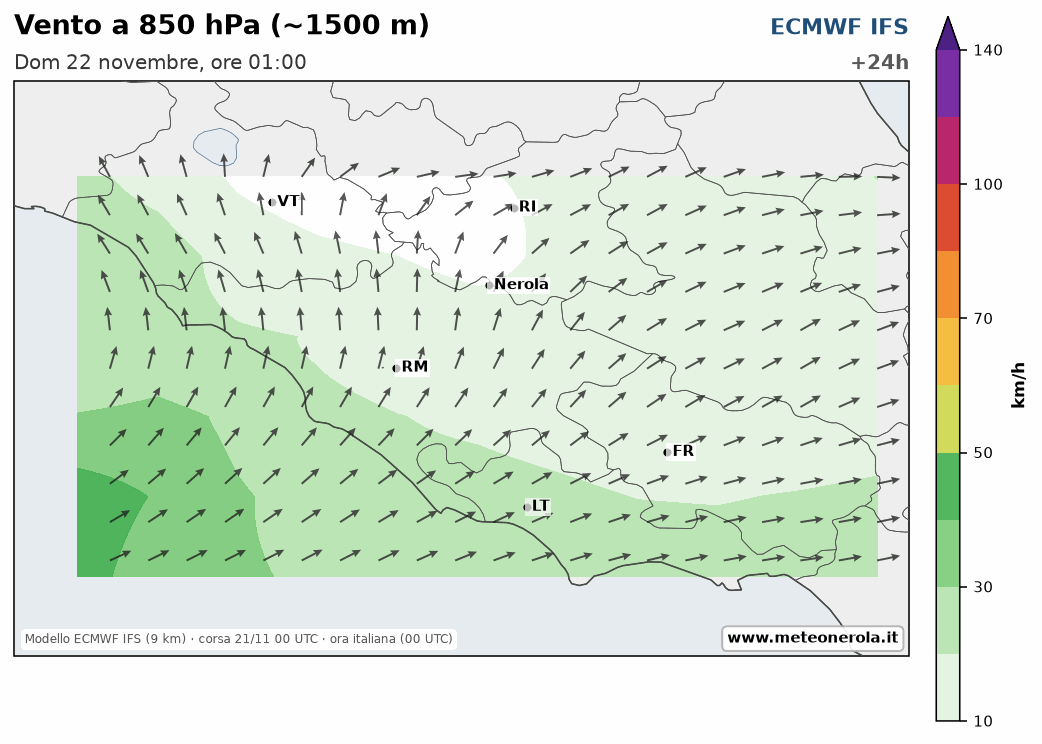 Vento a 850 hPa (~1500 m)
ECMWF IFS
Dom 22 novembre, ore 01:00
+24h
140
100
70
50
30
10
km/h
VT
RI
Nerola
RM
FR
LT
Modello ECMWF IFS (9 km) · corsa 21/11 00 UTC · ora italiana (00 UTC)
www.meteonerola.it